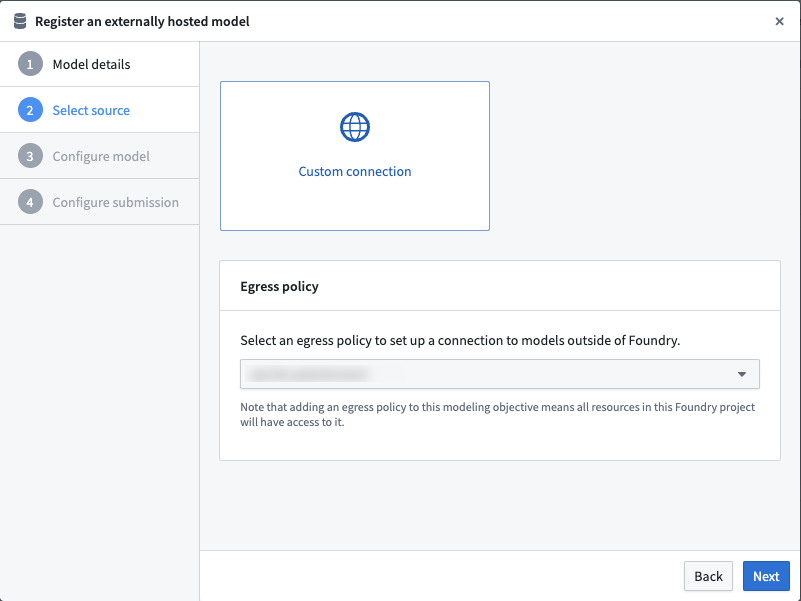 Register an externally hosted model
1 Model details
2 Select source
3 Configure model
4 Configure submission
Custom connection
Egress policy
Select an egress policy to set up a connection to models outside of Foundry.
Note that adding an egress policy to this modeling objective means all resources in this Foundry project
will have access to it.
Back
Next